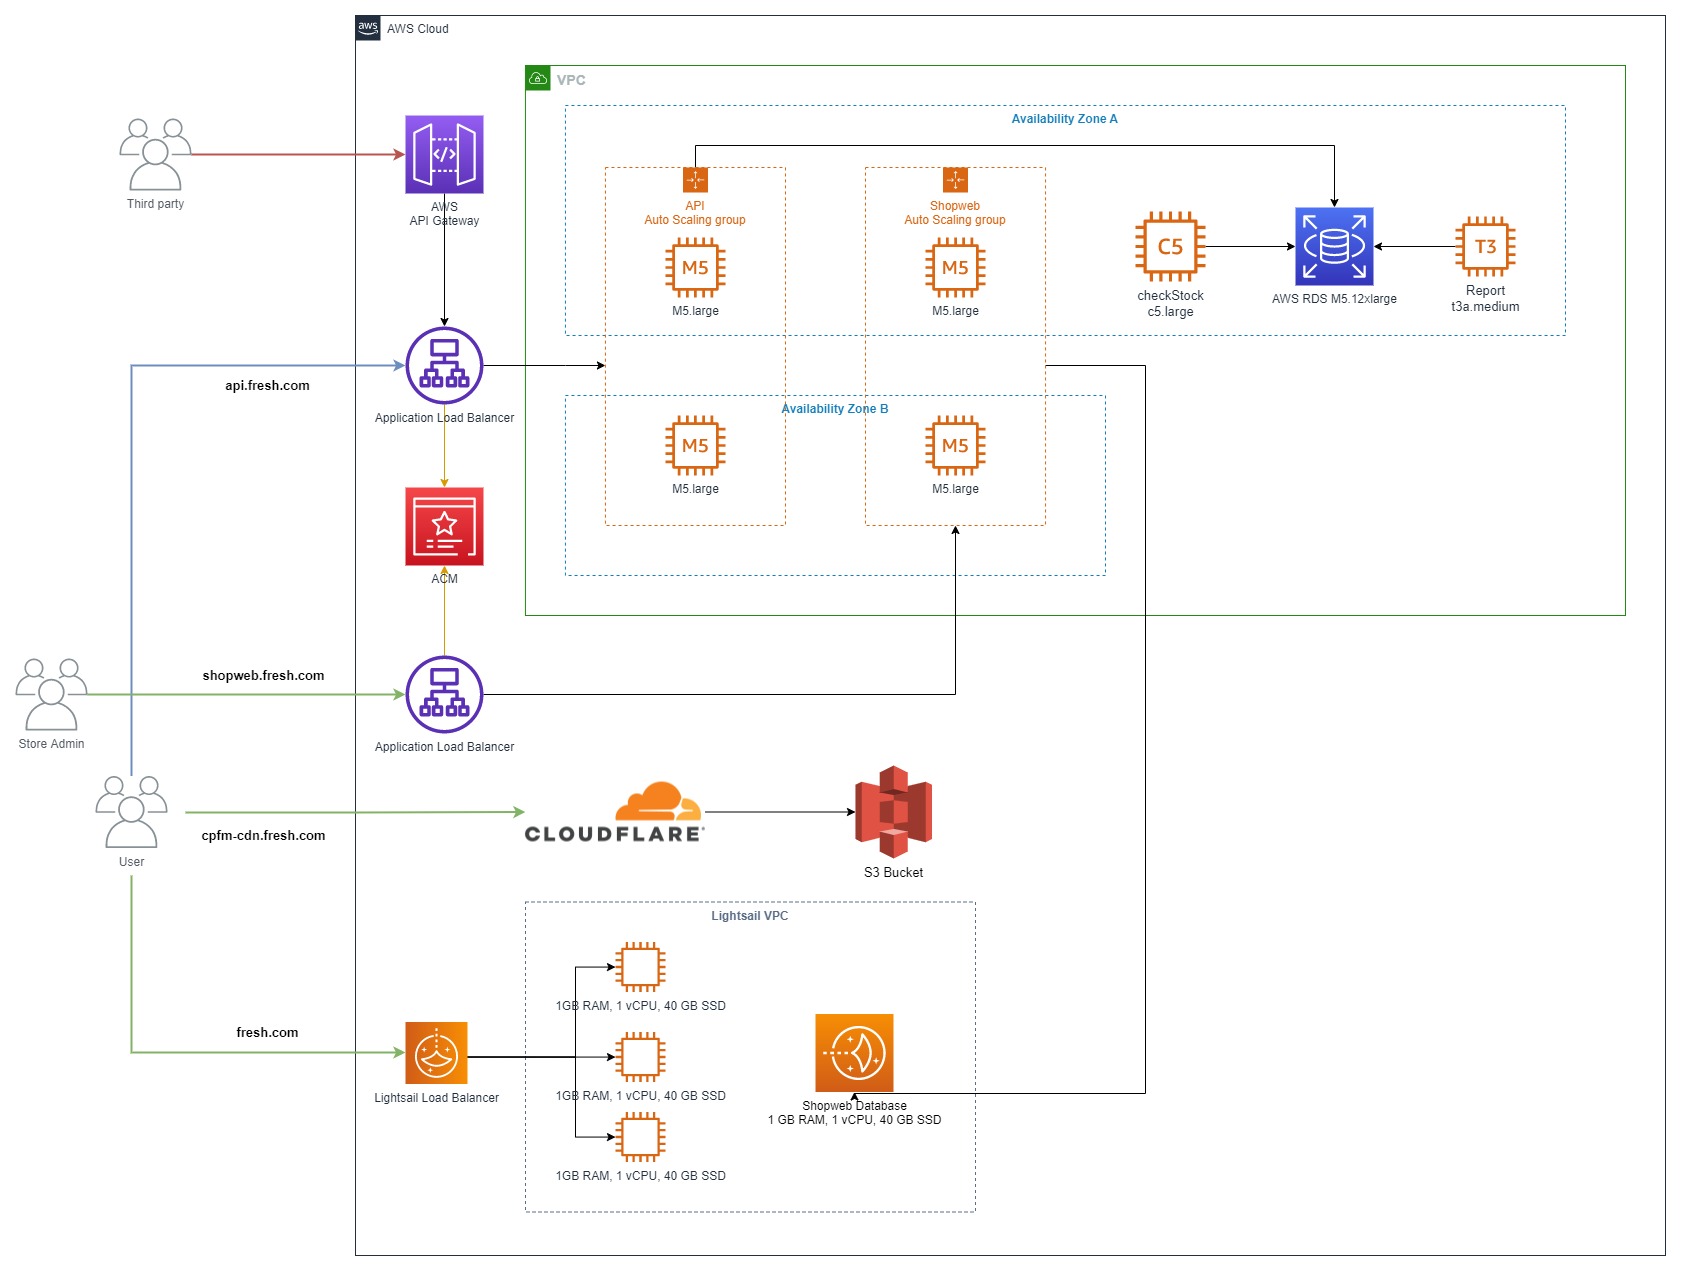 aws
AWS Cloud
VPC
Availability Zone A
Third party
AWS
API Gateway
API
Auto Scaling group
M5
M5.large
Shopweb
Auto Scaling group
M5
M5.large
C5
checkStock
c5.large
AWS RDS M5.12xlarge
T3
Report
t3a.medium
api.fresh.com
Application Load Balancer
Availability Zone B
M5
M5.large
M5
M5.large
ACM
shopweb.fresh.com
Store Admin
Application Load Balancer
cpfm-cdn.fresh.com
User
CLOUDFLARE
S3 Bucket
Lightsail VPC
fresh.com
Lightsail Load Balancer
1GB RAM, 1 vCPU, 40 GB SSD
1GB RAM, 1 vCPU, 40 GB SSD
1GB RAM, 1 vCPU, 40 GB SSD
Shopweb Database
1 GB RAM, 1 vCPU, 40 GB SSD